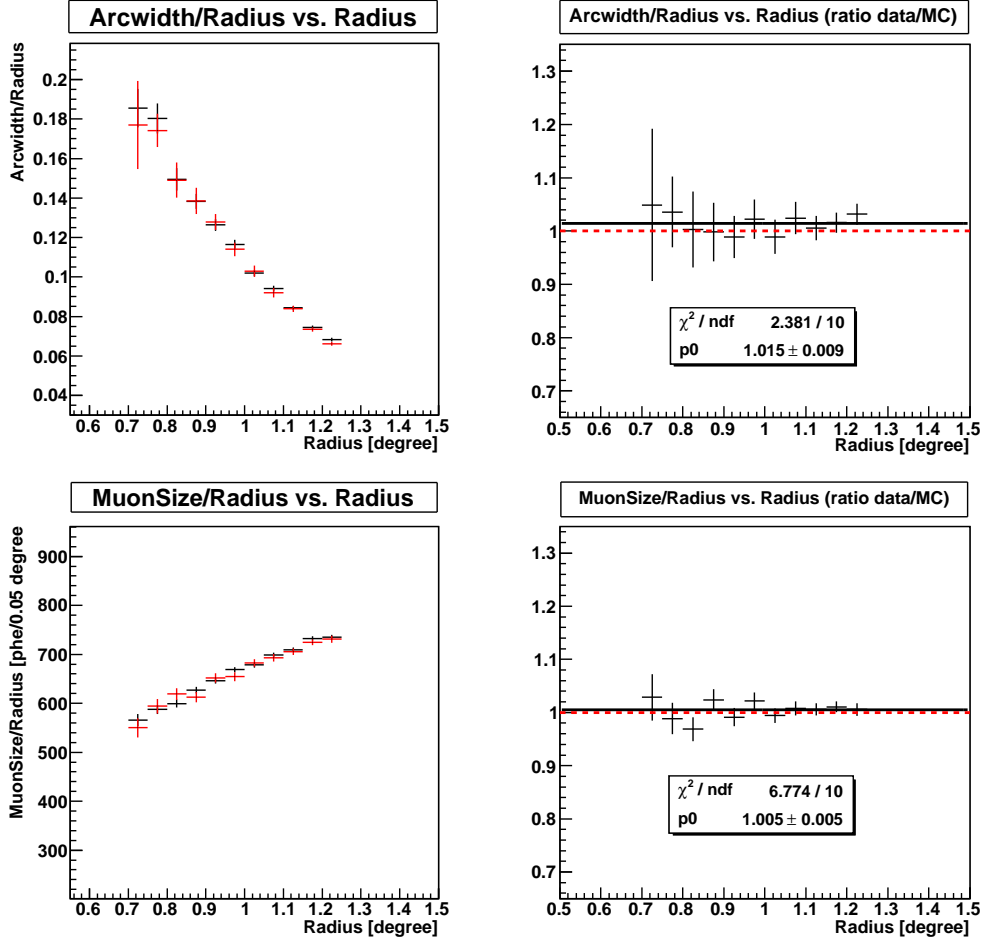 Arcwidth/Radius vs. Radius
Arcwidth/Radius
0.2
0.18
0.16
0.14
0.12
0.1
0.08
0.06
0.04
0.6 0.7 0.8 0.9 1 1.1 1.2 1.3 1.4 1.5
Radius [degree]
Arcwidth/Radius vs. Radius (ratio data/MC)
1.3
1.2
1.1
1
0.9
0.8
0.7
χ² / ndf 2.381 / 10
p0 1.015 ± 0.009
0.5 0.6 0.7 0.8 0.9 1 1.1 1.2 1.3 1.4 1.5
Radius [degree]
MuonSize/Radius vs. Radius
MuonSize/Radius [phe/0.05 degree
900
800
700
600
500
400
300
0.6 0.7 0.8 0.9 1 1.1 1.2 1.3 1.4 1.5
Radius [degree]
MuonSize/Radius vs. Radius (ratio data/MC)
1.3
1.2
1.1
1
0.9
0.8
0.7
χ² / ndf 6.774 / 10
p0 1.005 ± 0.005
0.5 0.6 0.7 0.8 0.9 1 1.1 1.2 1.3 1.4 1.5
Radius [degree]